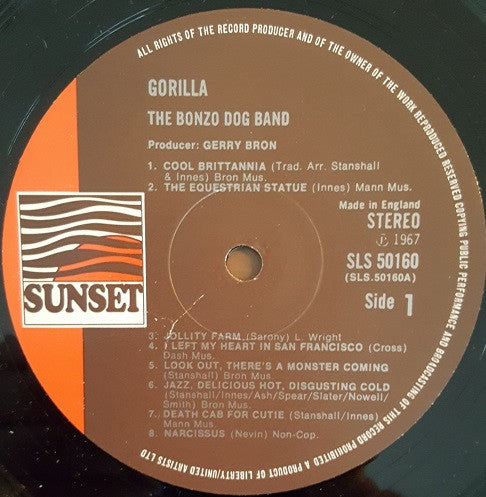 ALL RIGHTS OF THE RECORD PRODUCER AND OF THE OWNER OF THE WORK REPRODUCED RESERVED COPYING PUBLIC PERFORMANCE AND BROADCASTING OF THIS RECORD PROHIBITED A PRODUCT OF LIBERTY/UNITED ARTISTS LTD
GORILLA
THE BONZO DOG BAND
Producer: GERRY BRON
1. COOL BRITTANNIA (Trad. Arr. Stanshall
& Innes) Bron Mus.
2. THE EQUESTRIAN STATUE (Innes) Mann Mus.
Made in England
STEREO
℗ 1967
SLS 50160
(SLS.50160A)
Side 1
SUNSET
3. JOLLITY FARM (Sarony) L. Wright
4. I LEFT MY HEART IN SAN FRANCISCO (Cross)
Dash Mus.
5. LOOK OUT, THERE'S A MONSTER COMING
(Stanshall) Bron Mus.
6. JAZZ, DELICIOUS HOT, DISGUSTING COLD
(Stanshall/Innes/Ash/Spear/Slater/Nowell/
Smith) Bron Mus.
7. DEATH CAB FOR CUTIE (Stanshall/Innes)
Mann Mus.
8. NARCISSUS (Nevin) Non-Cop.